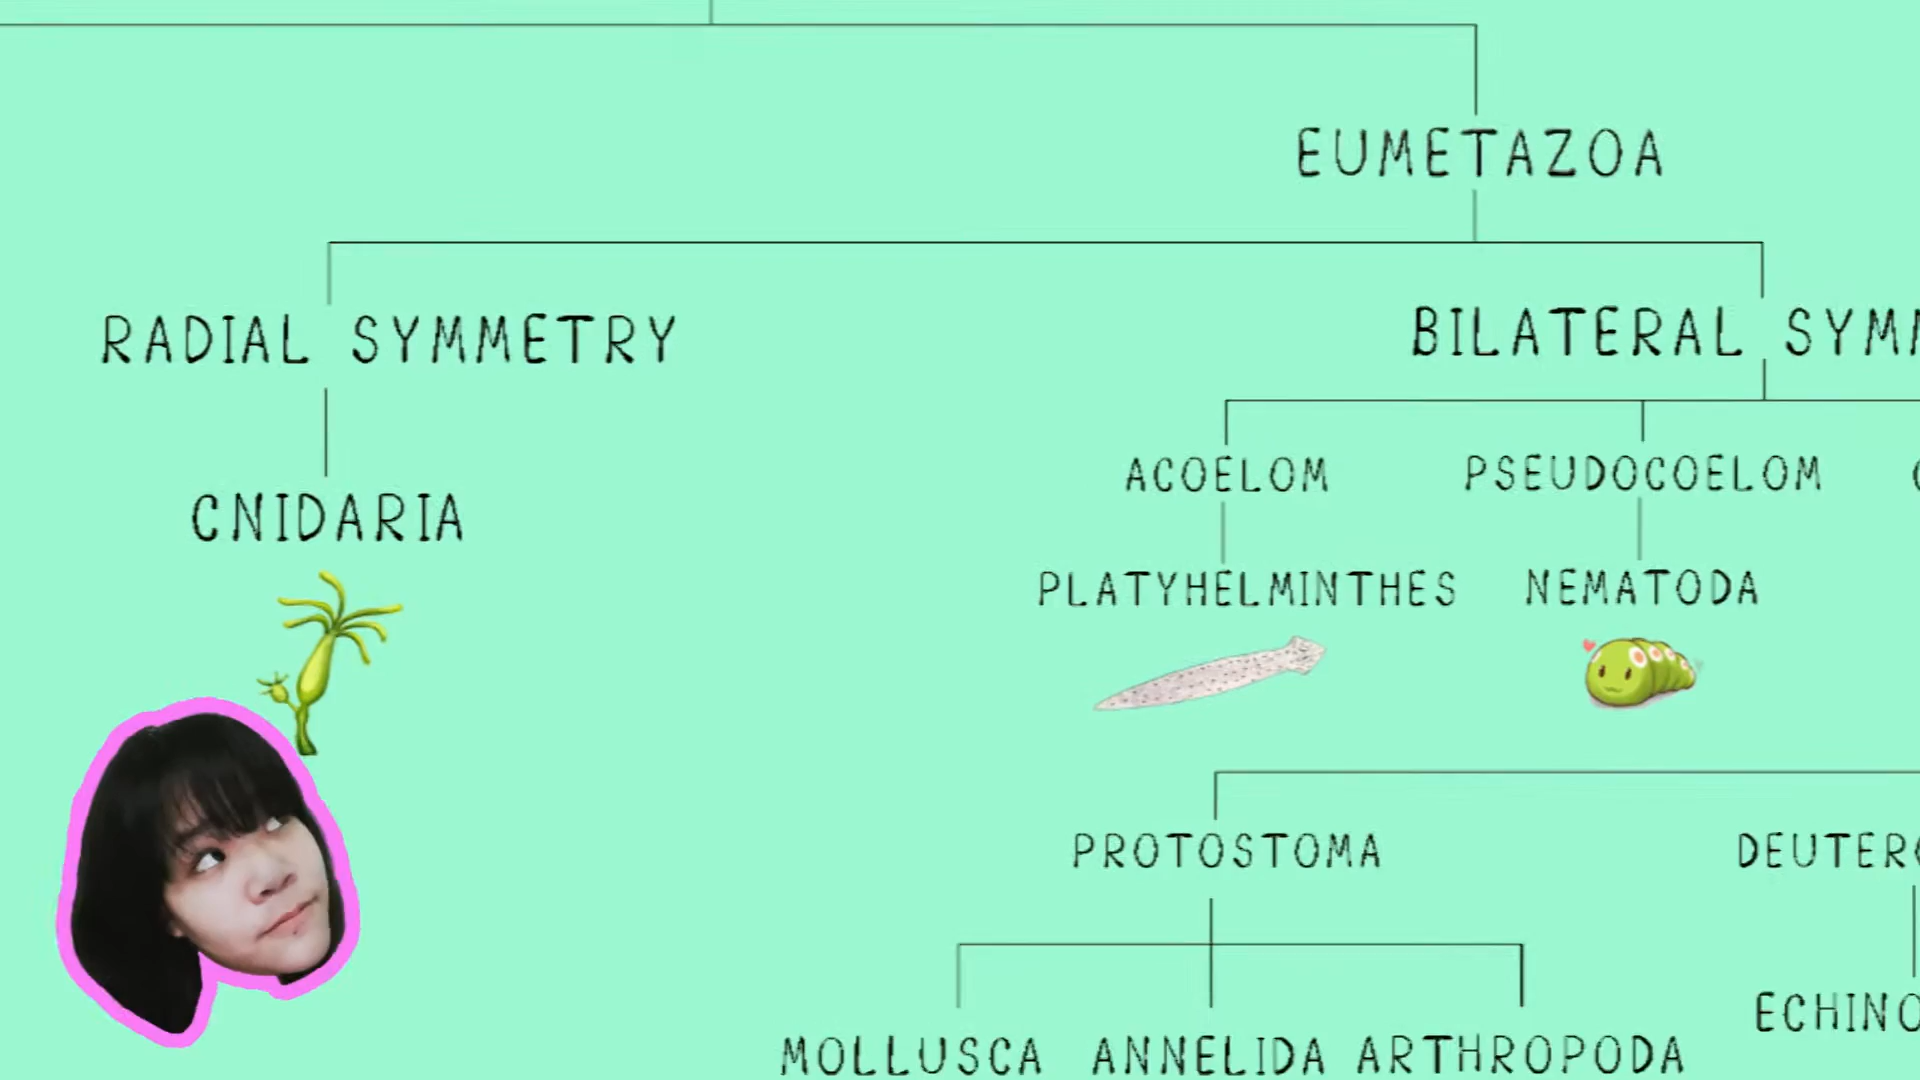 EUMETAZOA
RADIAL SYMMETRY
BILATERAL
CNIDARIA
ACOELOM
PSEUDOCOELOM
PLATYHELMINTHES
NEMATODA
PROTOSTOMA
MOLLUSCA
ANNELIDA
ARTHROPODA